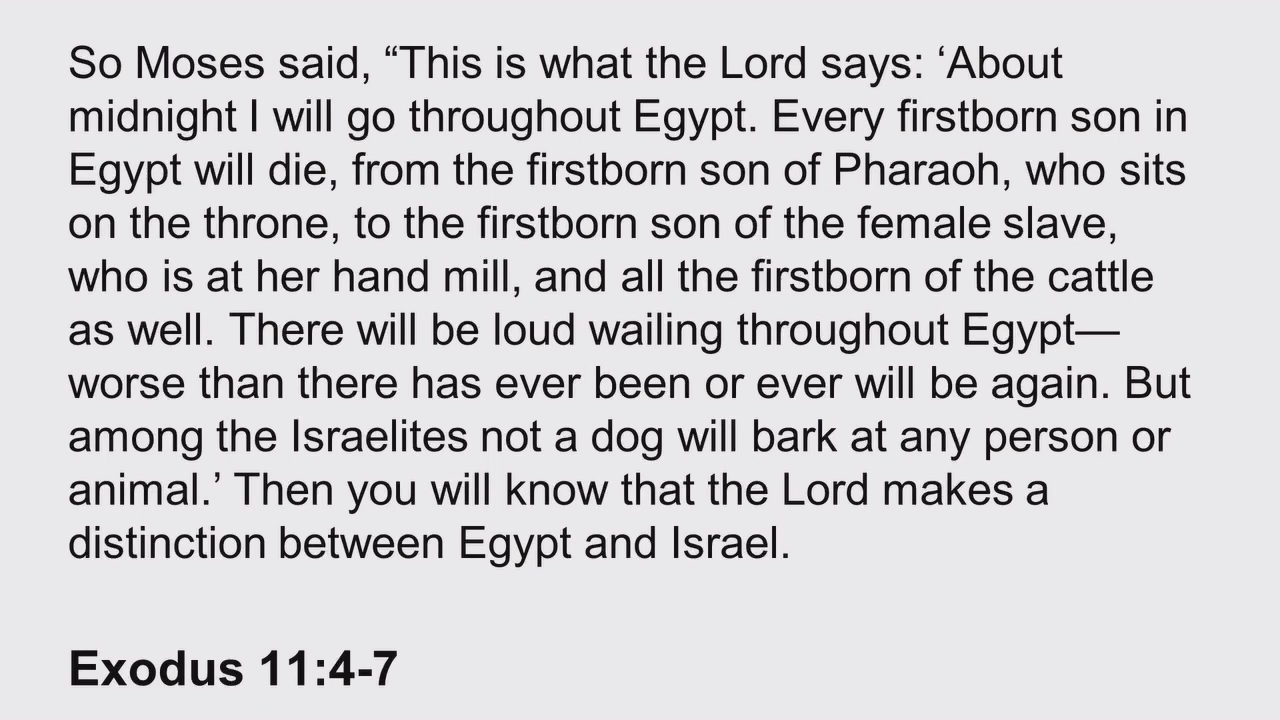 So Moses said, “This is what the Lord says: ‘About
midnight I will go throughout Egypt. Every firstborn son in
Egypt will die, from the firstborn son of Pharaoh, who sits
on the throne, to the firstborn son of the female slave,
who is at her hand mill, and all the firstborn of the cattle
as well. There will be loud wailing throughout Egypt—
worse than there has ever been or ever will be again. But
among the Israelites not a dog will bark at any person or
animal.’ Then you will know that the Lord makes a
distinction between Egypt and Israel.
Exodus 11:4-7